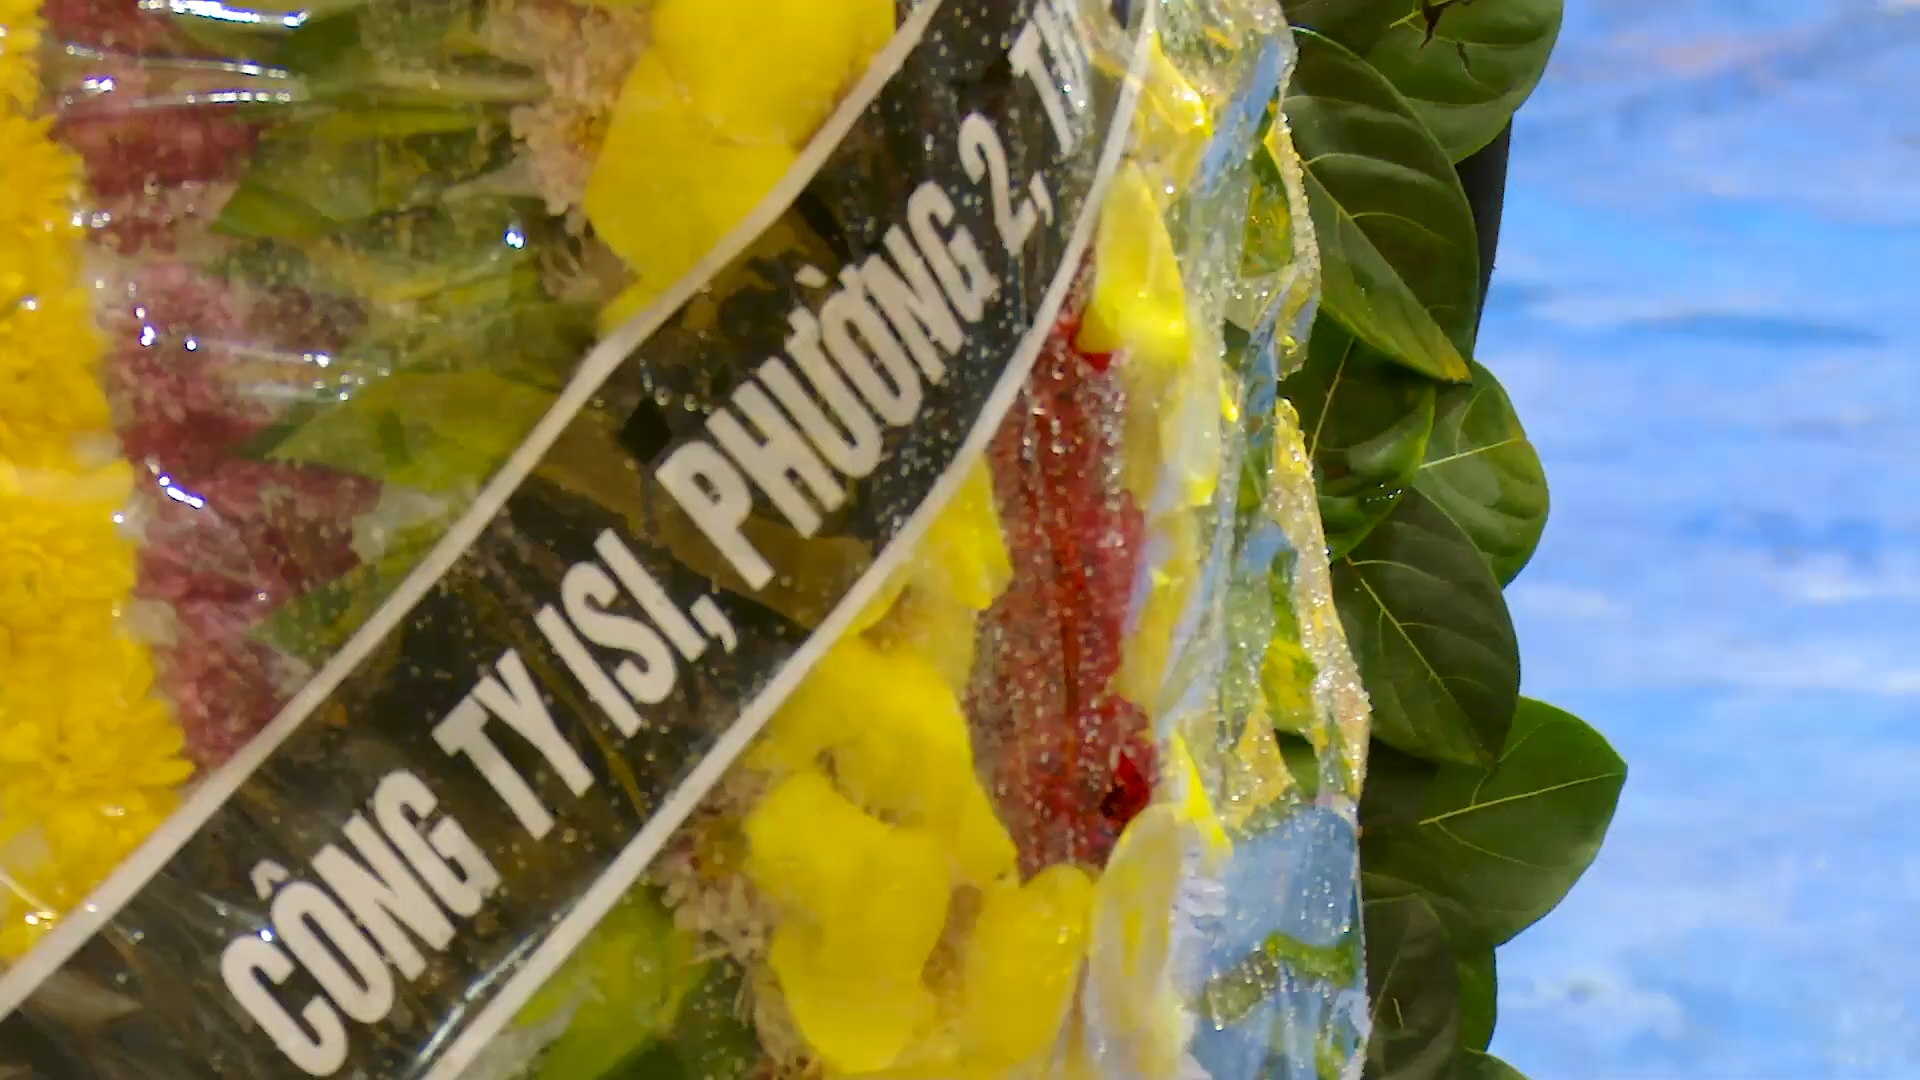 CÔNG TY ISI, PHƯỜNG 2,